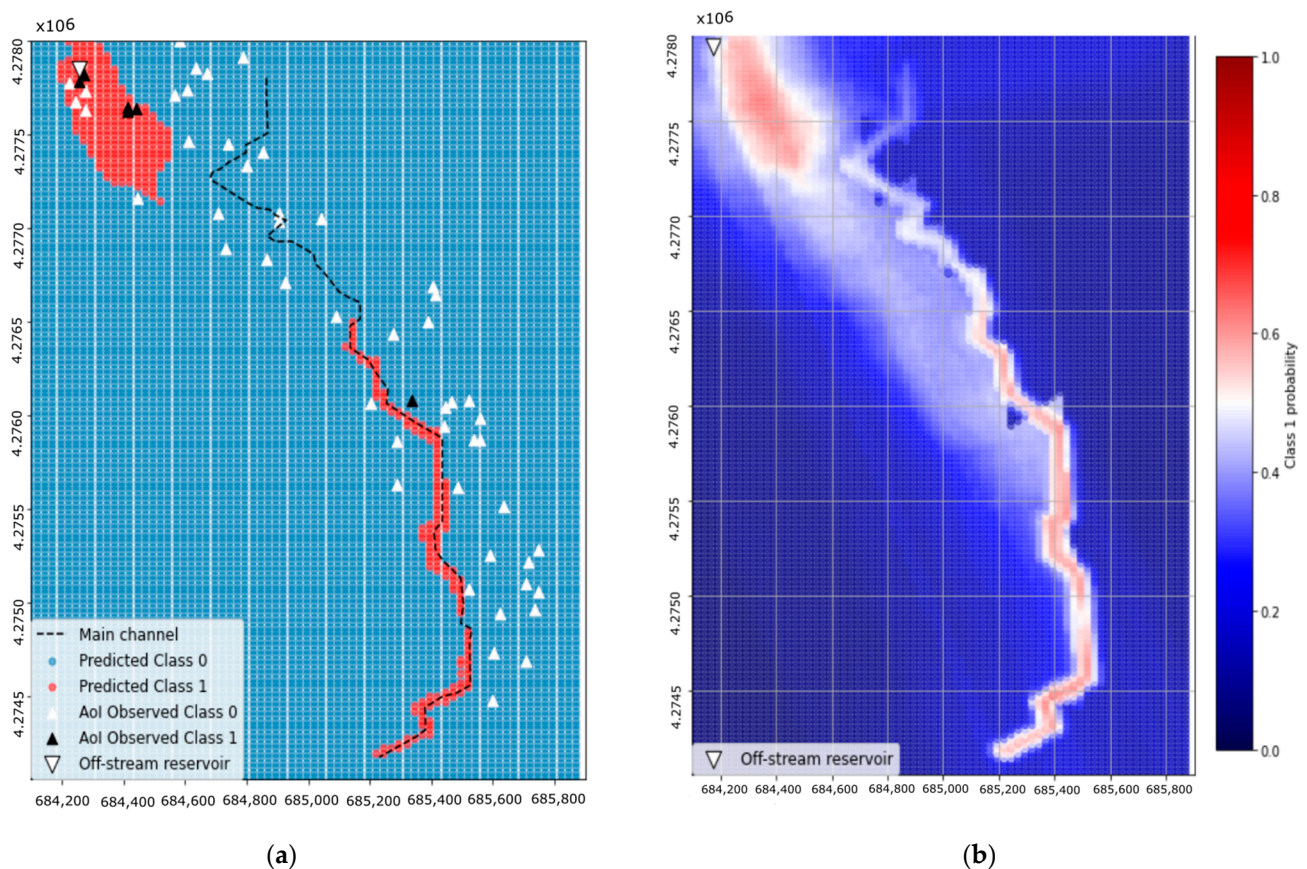 x10⁶
4.2780
4.2775
4.2770
4.2765
4.2760
4.2755
4.2750
4.2745
Main channel
Predicted Class 0
Predicted Class 1
AoI Observed Class 0
AoI Observed Class 1
Off-stream reservoir
684,200 684,400 684,600 684,800 685,000 685,200 685,400 685,600 685,800
(a)
x10⁶
4.2780
4.2775
4.2770
4.2765
4.2760
4.2755
4.2750
4.2745
Off-stream reservoir
684,200 684,400 684,600 684,800 685,000 685,200 685,400 685,600 685,800
1.0
0.8
0.6
0.4
0.2
0.0
Class 1 probability
(b)